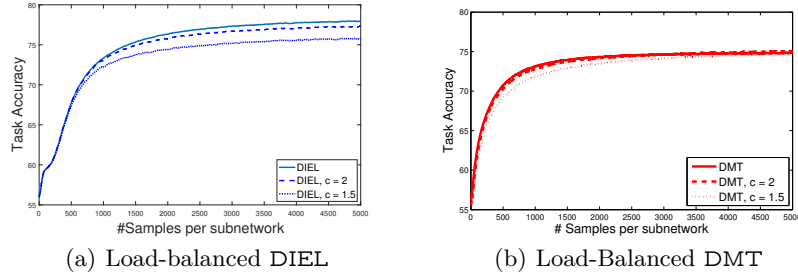 80
75
70
65
60
55
Task Accuracy
0 500 1000 1500 2000 2500 3000 3500 4000 4500 5000
#Samples per subnetwork
DIEL
DIEL, c = 2
DIEL, c = 1.5
(a) Load-balanced DIEL
80
75
70
65
60
55
Task Accuracy
0 500 1000 1500 2000 2500 3000 3500 4000 4500 5000
# Samples per subnetwork
DMT
DMT, c = 2
DMT, c = 1.5
(b) Load-Balanced DMT